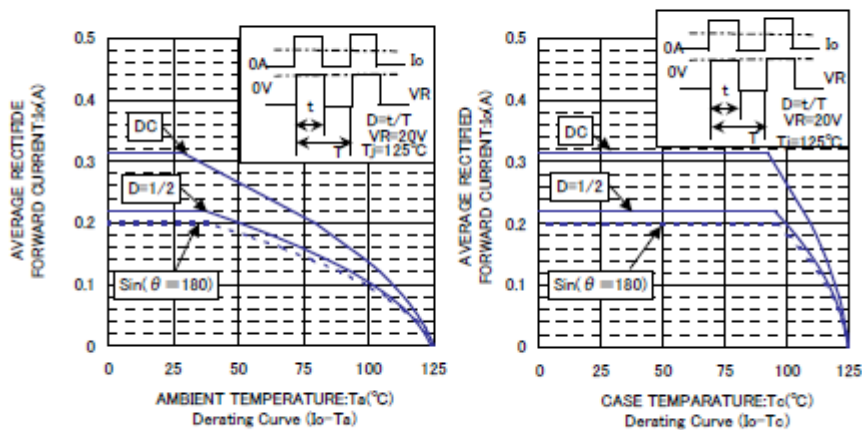 AVERAGE RECTIFIDE
FORWARD CURRENT:Io(A)
0.5
0.4
0.3
0.2
0.1
0
0A
0V
Io
VR
t
T
D=t/T
VR=20V
Tj=125℃
DC
D=1/2
Sin(θ=180)
0 25 50 75 100 125
AMBIENT TEMPERATURE:Ta(℃)
Derating Curve (Io-Ta)
AVERAGE RECTIFIED
FORWARD CURRENT:Io(A)
0.5
0.4
0.3
0.2
0.1
0
0A
0V
Io
VR
t
T
D=t/T
VR=20V
Tj=125℃
DC
D=1/2
Sin(θ=180)
0 25 50 75 100 125
CASE TEMPARATURE:Tc(℃)
Derating Curve (Io-Tc)